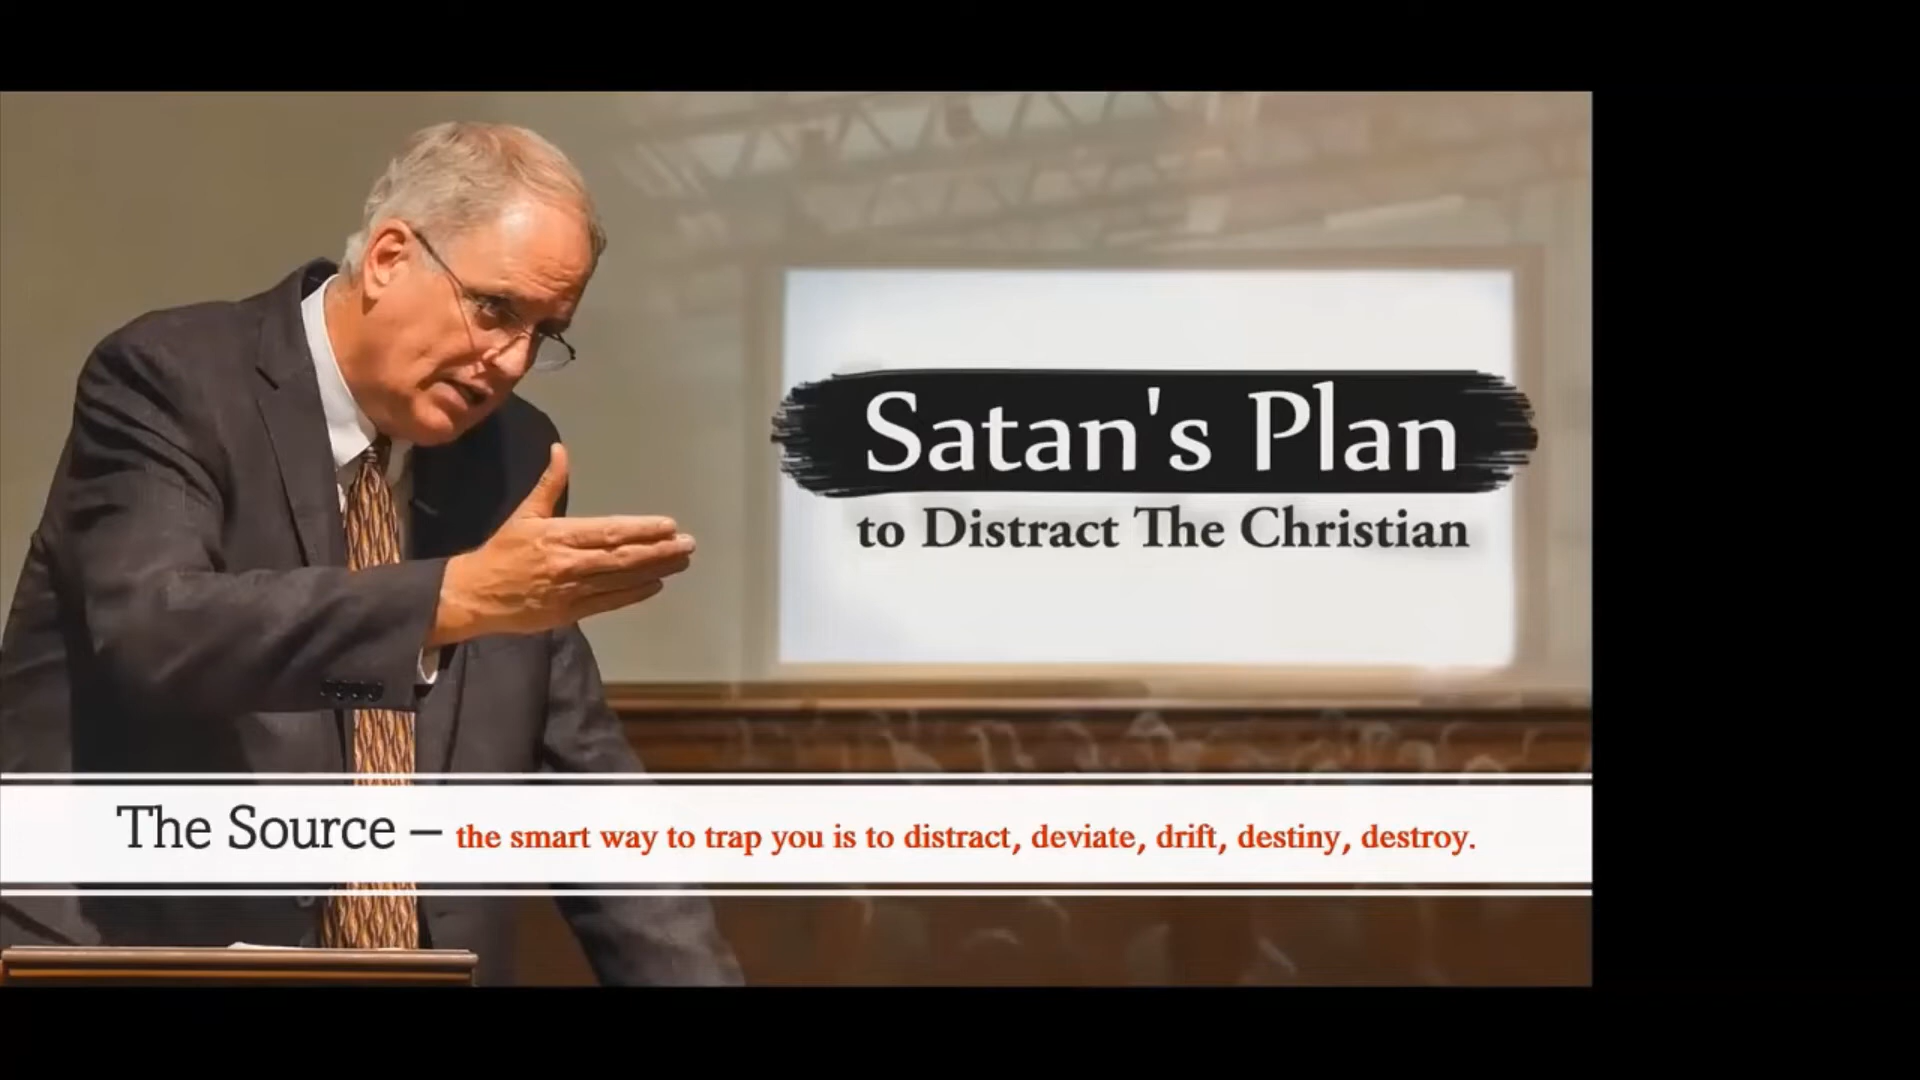 Satan's Plan
to Distract The Christian
The Source – the smart way to trap you is to distract, deviate, drift, destiny, destroy.